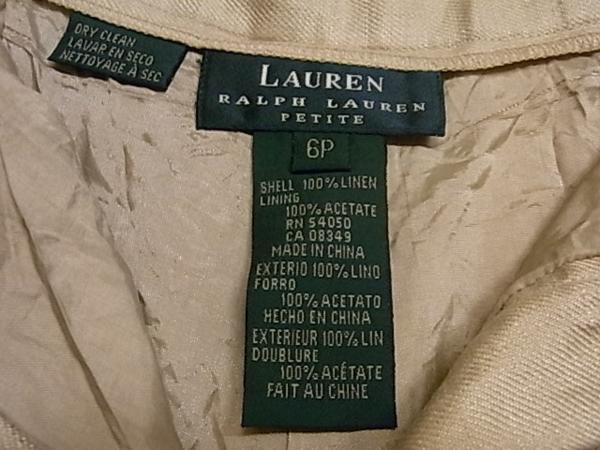 DRY CLEAN
LAVAR EN SECO
NETTOYAGE À SEC
LAUREN
RALPH LAUREN
PETITE
6P
SHELL 100% LINEN
LINING
100% ACETATE
RN 54050
CA 08349
MADE IN CHINA
EXTERIO 100% LINO
FORRO
100% ACETATO
HECHO EN CHINA
EXTERIEUR 100% LIN
DOUBLURE
100% ACÉTATE
FAIT AU CHINE